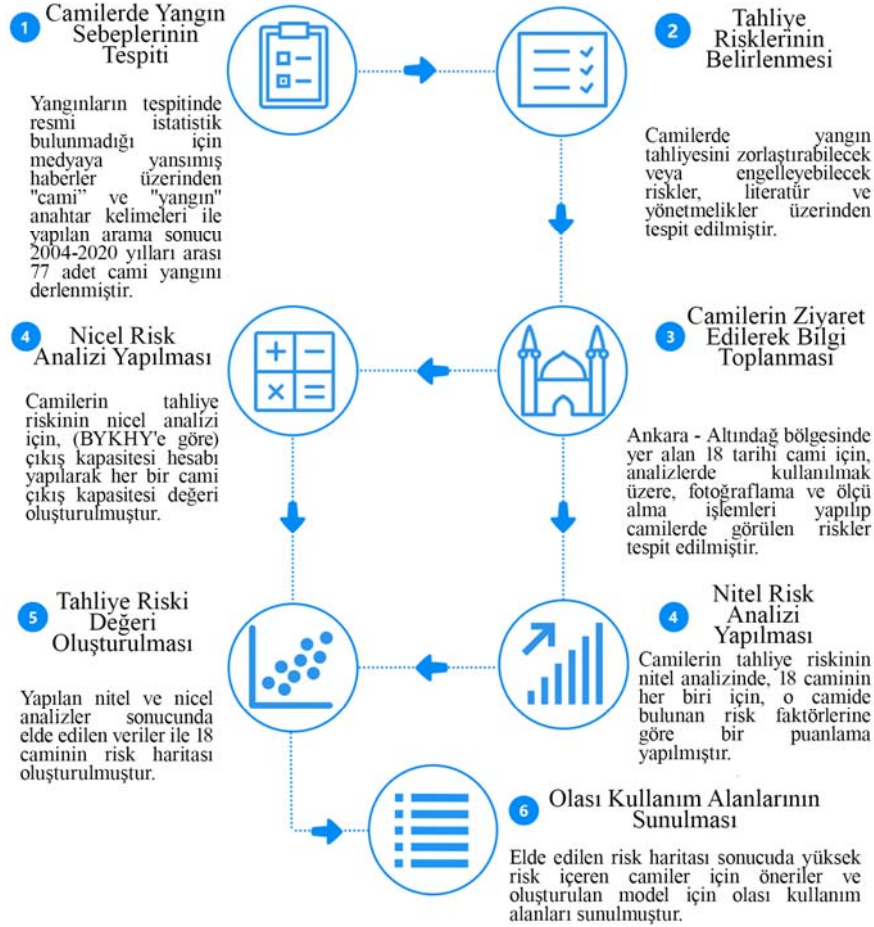 1
Camilerde Yangın
Sebeplerinin
Tespiti
Yangınların tespitinde
resmi istatistik
bulunmadığı için
medyaya yansımış
haberler üzerinden
"cami” ve "yangın"
anahtar kelimeleri ile
yapılan arama sonucu
2004-2020 yılları arası
77 adet cami yangını
derlenmiştir.
2
Tahliye
Risklerinin
Belirlenmesi
Camilerde yangın
tahliyesini zorlaştırabilecek
veya engelleyebilecek
riskler, literatür ve
yönetmelikler üzerinden
tespit edilmiştir.
3
Camilerin Ziyaret
Edilerek Bilgi
Toplanması
Ankara - Altındağ bölgesinde
yer alan 18 tarihi cami için,
analizlerde kullanılmak
üzere, fotoğraflama ve ölçü
alma işlemleri yapılıp
camilerde görülen riskler
tespit edilmiştir.
4
Nicel Risk
Analizi Yapılması
Camilerin tahliye
riskinin nicel analizi
için, (BYKHY'e göre)
çıkış kapasitesi hesabı
yapılarak her bir cami
çıkış kapasitesi değeri
oluşturulmuştur.
4
Nitel Risk
Analizi
Yapılması
Camilerin tahliye riskinin
nitel analizinde, 18 caminin
her biri için, o camide
bulunan risk faktörlerine
göre bir puanlama
yapılmıştır.
5
Tahliye Riski
Değeri
Oluşturulması
Yapılan nitel ve nicel
analizler sonucunda
elde edilen veriler ile 18
caminin risk haritası
oluşturulmuştur.
6
Olası Kullanım Alanlarının
Sunulması
Elde edilen risk haritası sonucuda yüksek
risk içeren camiler için öneriler ve
oluşturulan model için olası kullanım
alanları sunulmuştur.